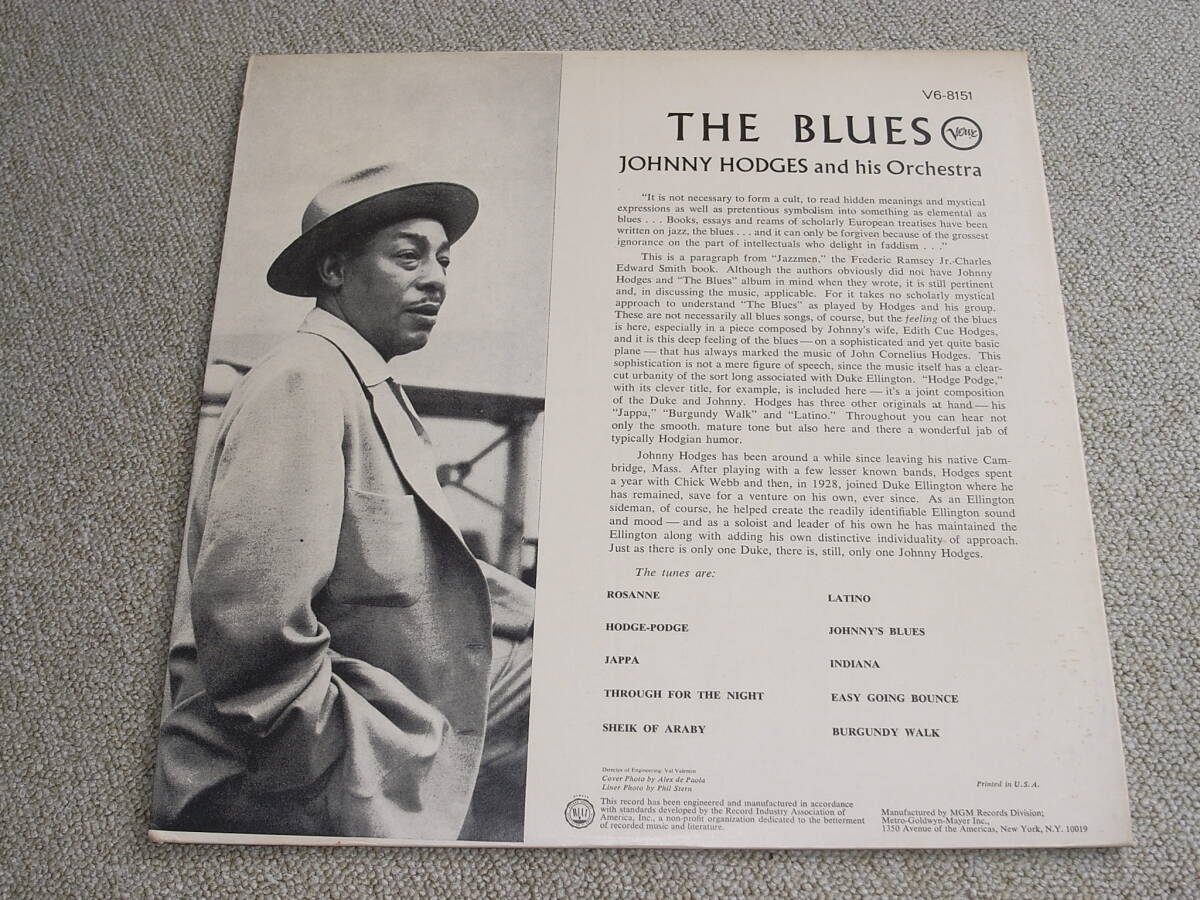 V6-8151
THE BLUES Verve
JOHNNY HODGES and his Orchestra
"It is not necessary to form a cult, to read hidden meanings and mystical
expressions as well as pretentious symbolism into something as elemental as
blues . . . Books, essays and reams of scholarly European treatises have been
written on jazz, the blues . . . and it can only be forgiven because of the grossest
ignorance on the part of intellectuals who delight in faddism . . ."
This is a paragraph from "Jazzmen," the Frederic Ramsey Jr.-Charles
Edward Smith book. Although the authors obviously did not have Johnny
Hodges and "The Blues" album in mind when they wrote, it is still pertinent
and, in discussing the music, applicable. For it takes no scholarly mystical
approach to understand "The Blues" as played by Hodges and his group.
These are not necessarily all blues songs, of course, but the feeling of the blues
is here, especially in a piece composed by Johnny's wife, Edith Cue Hodges,
and it is this deep feeling of the blues — on a sophisticated and yet quite basic
plane — that has always marked the music of John Cornelius Hodges. This
sophistication is not a mere figure of speech, since the music itself has a clear-
cut urbanity of the sort long associated with Duke Ellington. "Hodge Podge,"
with its clever title, for example, is included here — it's a joint composition
of the Duke and Johnny. Hodges has three other originals at hand — his
"Jappa," "Burgundy Walk" and "Latino." Throughout you can hear not
only the smooth, mature tone but also here and there a wonderful jab of
typically Hodgian humor.
Johnny Hodges has been around a while since leaving his native Cam-
bridge, Mass. After playing with a few lesser known bands, Hodges spent
a year with Chick Webb and then, in 1928, joined Duke Ellington where he
has remained, save for a venture on his own, ever since. As an Ellington
sideman, of course, he helped create the readily identifiable Ellington sound
and mood — and as a soloist and leader of his own he has maintained the
Ellington along with adding his own distinctive individuality of approach.
Just as there is only one Duke, there is, still, only one Johnny Hodges.
The tunes are:
ROSANNE
HODGE-PODGE
JAPPA
THROUGH FOR THE NIGHT
SHEIK OF ARABY
LATINO
JOHNNY'S BLUES
INDIANA
EASY GOING BOUNCE
BURGUNDY WALK
Director of Engineering: Val Valentin
Cover Photo by Alex de Paola
Liner Photo by Phil Stern
Printed in U.S.A.
This record has been engineered and manufactured in accordance
with standards developed by the Record Industry Association of
America, Inc., a non-profit organization dedicated to the betterment
of recorded music and literature.
Manufactured by MGM Records Division;
Metro-Goldwyn-Mayer Inc.,
1350 Avenue of the Americas, New York, N.Y. 10019